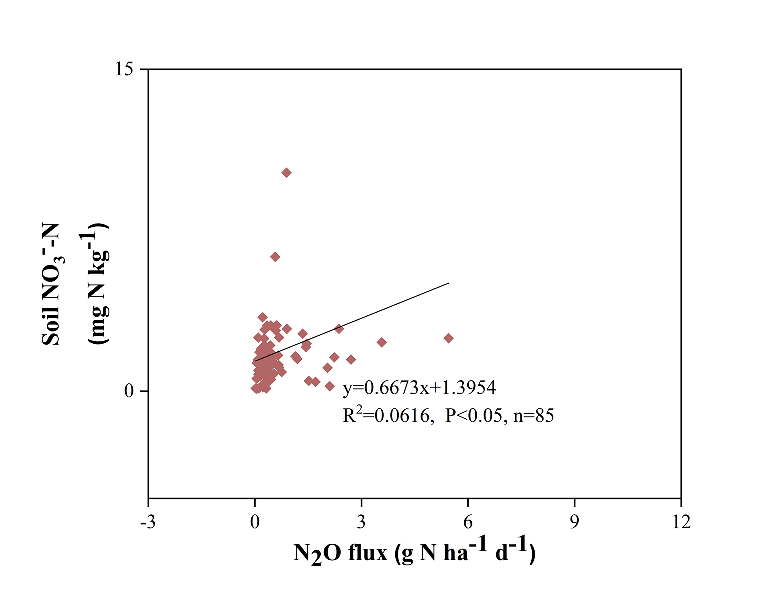 15
0
Soil NO₃⁻-N
(mg N kg⁻¹)
y=0.6673x+1.3954
R²=0.0616, P<0.05, n=85
-3 0 3 6 9 12
N₂O flux (g N ha⁻¹ d⁻¹)